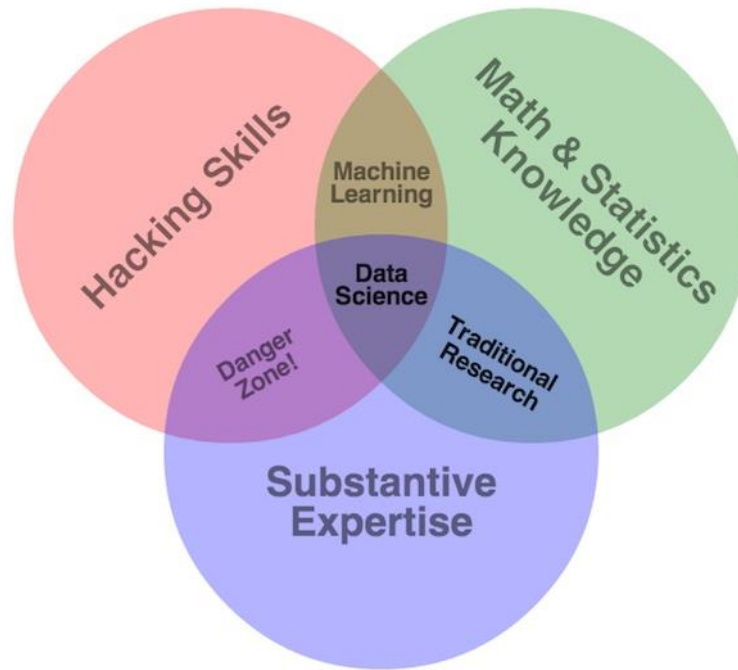 Hacking Skills
Math & Statistics
Knowledge
Machine
Learning
Data
Science
Danger
Zone!
Traditional
Research
Substantive
Expertise